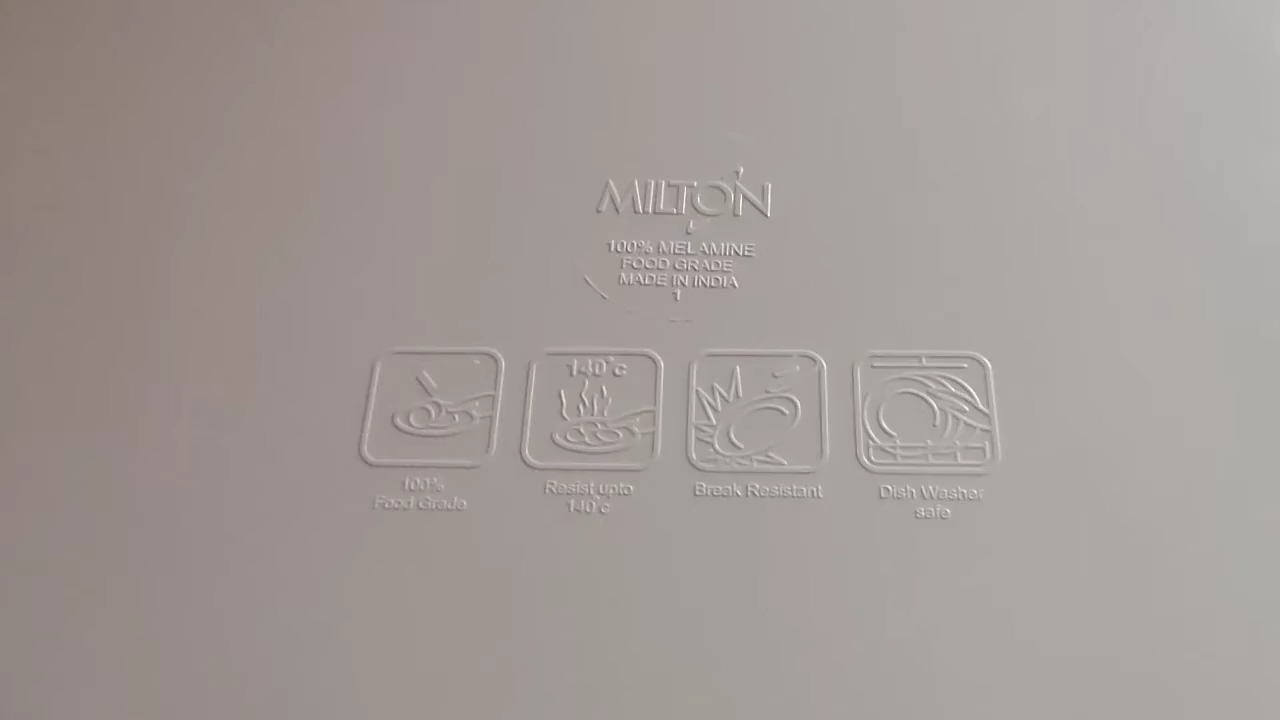 MILTON
100% MELAMINE
FOOD GRADE
MADE IN INDIA
1
140°c
100%
Food Grade
Resist upto
140°c
Break Resistant
Dish Washer
safe